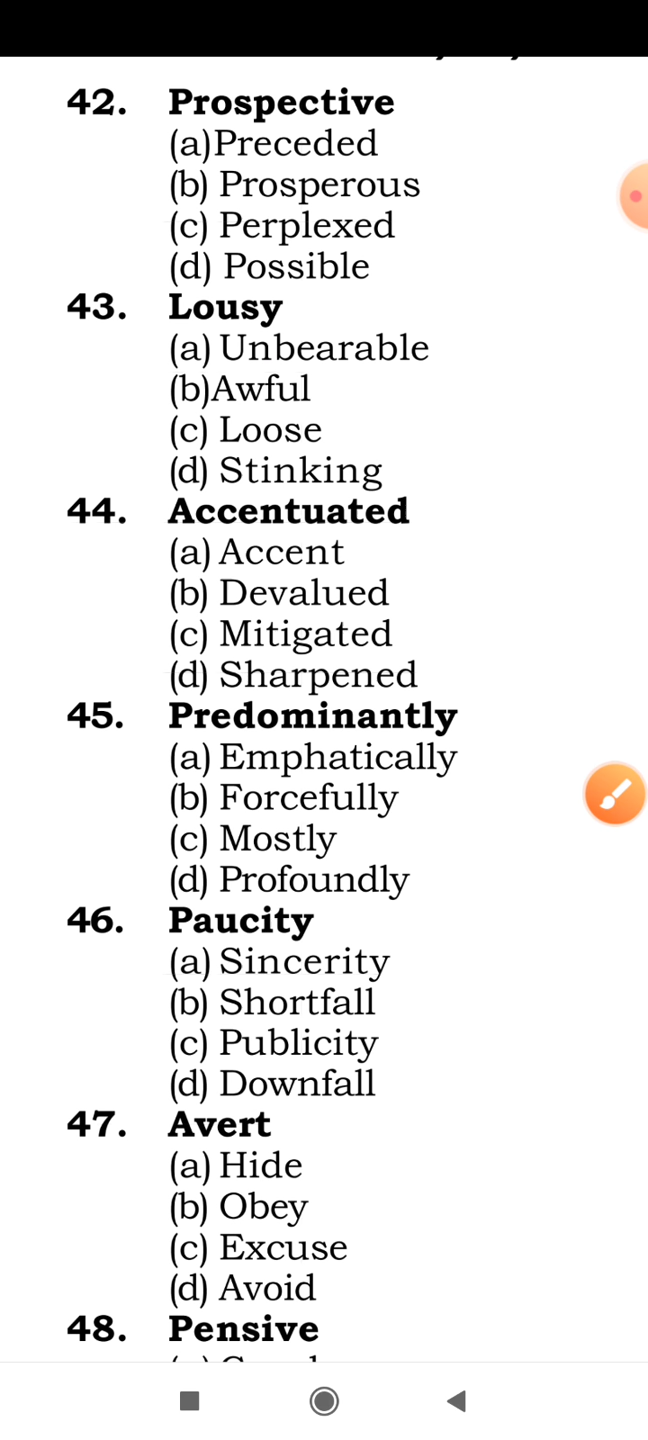 42. Prospective
(a)Preceded
(b) Prosperous
(c) Perplexed
(d) Possible
43. Lousy
(a) Unbearable
(b)Awful
(c) Loose
(d) Stinking
44. Accentuated
(a) Accent
(b) Devalued
(c) Mitigated
(d) Sharpened
45. Predominantly
(a) Emphatically
(b) Forcefully
(c) Mostly
(d) Profoundly
46. Paucity
(a) Sincerity
(b) Shortfall
(c) Publicity
(d) Downfall
47. Avert
(a) Hide
(b) Obey
(c) Excuse
(d) Avoid
48. Pensive